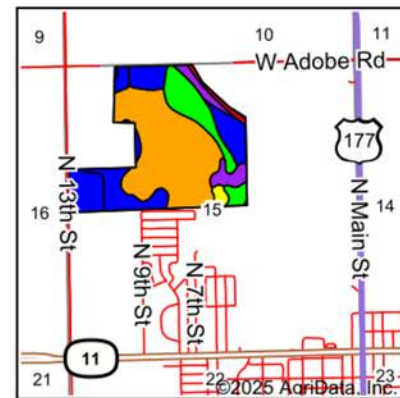 9
10
11
W Adobe Rd
177
N 13th St
N Main St
16
15
14
N 9th St
N 7th St
11
21
22
23
©2025 AgriData, Inc.